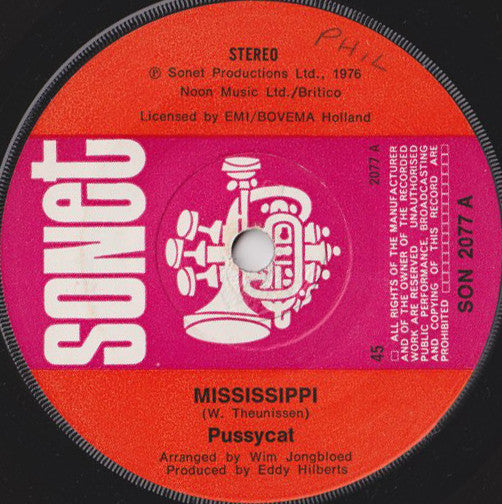 PHIL
STEREO
℗ Sonet Productions Ltd., 1976
Noon Music Ltd./Britico
Licensed by EMI/BOVEMA Holland
sonet
2077 A
ALL RIGHTS OF THE MANUFACTURER
AND OF THE OWNER OF THE RECORDED
WORK ARE RESERVED UNAUTHORISED
PUBLIC PERFORMANCE, BROADCASTING
AND COPYING OF THIS RECORD ARE
PROHIBITED
45
SON 2077 A
MISSISSIPPI
(W. Theunissen)
Pussycat
Arranged by Wim Jongbloed
Produced by Eddy Hilberts